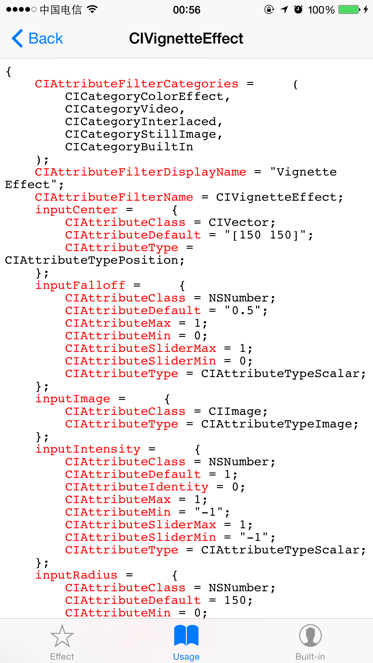 中国电信 00:56 100%
Back CIVignetteEffect
{
CIAttributeFilterCategories = (
CICategoryColorEffect,
CICategoryVideo,
CICategoryInterlaced,
CICategoryStillImage,
CICategoryBuiltIn
);
CIAttributeFilterDisplayName = "Vignette
Effect";
CIAttributeFilterName = CIVignetteEffect;
inputCenter = {
CIAttributeClass = CIVector;
CIAttributeDefault = "[150 150]";
CIAttributeType =
CIAttributeTypePosition;
};
inputFalloff = {
CIAttributeClass = NSNumber;
CIAttributeDefault = "0.5";
CIAttributeMax = 1;
CIAttributeMin = 0;
CIAttributeSliderMax = 1;
CIAttributeSliderMin = 0;
CIAttributeType = CIAttributeTypeScalar;
};
inputImage = {
CIAttributeClass = CIImage;
CIAttributeType = CIAttributeTypeImage;
};
inputIntensity = {
CIAttributeClass = NSNumber;
CIAttributeDefault = 1;
CIAttributeIdentity = 0;
CIAttributeMax = 1;
CIAttributeMin = "-1";
CIAttributeSliderMax = 1;
CIAttributeSliderMin = "-1";
CIAttributeType = CIAttributeTypeScalar;
};
inputRadius = {
CIAttributeClass = NSNumber;
CIAttributeDefault = 150;
CIAttributeMin = 0;
Effect Usage Built-in